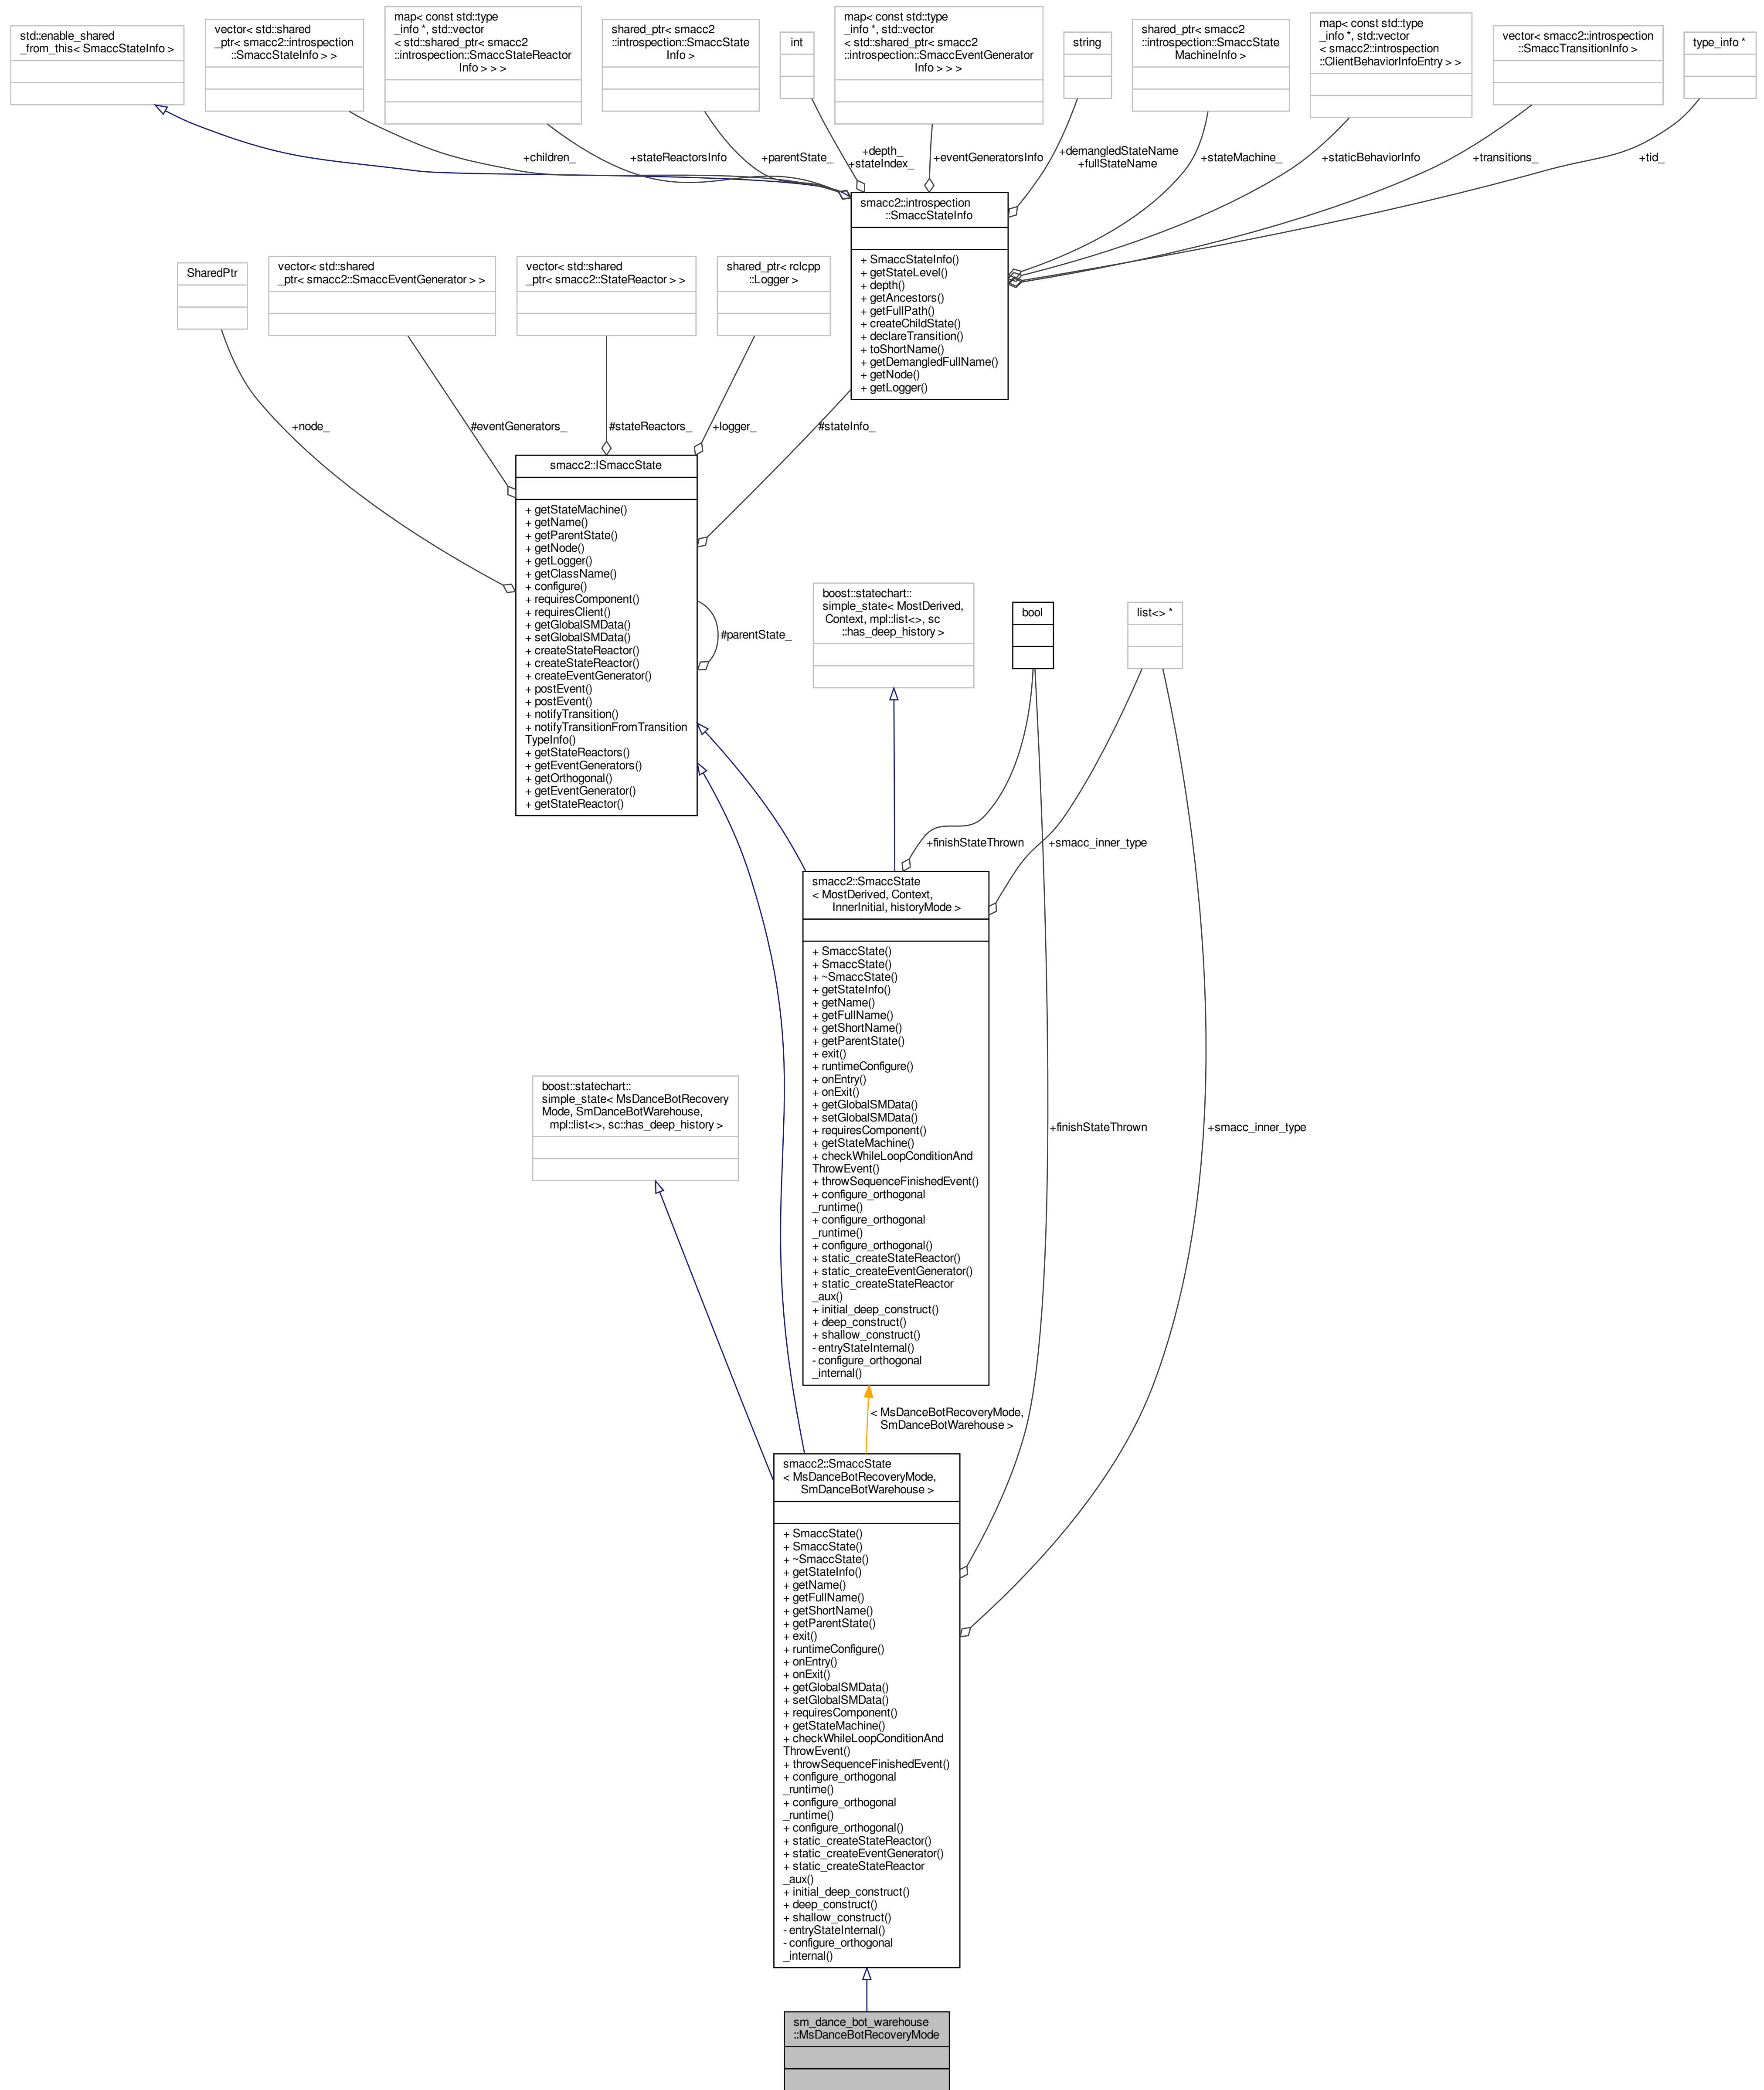 std::enable_shared
_from_this< SmaccStateInfo >
vector< std::shared
_ptr< smacc2::introspection
::SmaccStateInfo > >
map< const std::type
_info *, std::vector
< std::shared_ptr< smacc2
::introspection::SmaccStateReactor
Info > > >
shared_ptr< smacc2
::introspection::SmaccState
Info >
int
map< const std::type
_info *, std::vector
< std::shared_ptr< smacc2
::introspection::SmaccEventGenerator
Info > > >
string
shared_ptr< smacc2
::introspection::SmaccState
MachineInfo >
map< const std::type
_info *, std::vector
< smacc2::introspection
::ClientBehaviorInfoEntry > >
vector< smacc2::introspection
::SmaccTransitionInfo >
type_info *
+children_
+stateReactorsInfo
+parentState_
+depth_
+stateIndex_
+eventGeneratorsInfo
+demangledStateName
+fullStateName
+stateMachine_
+staticBehaviorInfo
+transitions_
+tid_
smacc2::introspection
::SmaccStateInfo
+ SmaccStateInfo()
+ getStateLevel()
+ depth()
+ getAncestors()
+ getFullPath()
+ createChildState()
+ declareTransition()
+ toShortName()
+ getDemangledFullName()
+ getNode()
+ getLogger()
SharedPtr
vector< std::shared
_ptr< smacc2::SmaccEventGenerator > >
vector< std::shared
_ptr< smacc2::StateReactor > >
shared_ptr< rclcpp
::Logger >
+node_
#eventGenerators_
#stateReactors_
+logger_
#stateInfo_
smacc2::ISmaccState
+ getStateMachine()
+ getName()
+ getParentState()
+ getNode()
+ getLogger()
+ getClassName()
+ configure()
+ requiresComponent()
+ requiresClient()
+ getGlobalSMData()
+ setGlobalSMData()
+ createStateReactor()
+ createStateReactor()
+ createEventGenerator()
+ postEvent()
+ postEvent()
+ notifyTransition()
+ notifyTransitionFromTransition
TypeInfo()
+ getStateReactors()
+ getEventGenerators()
+ getOrthogonal()
+ getEventGenerator()
+ getStateReactor()
#parentState_
boost::statechart::
simple_state< MostDerived,
Context, mpl::list<>, sc
::has_deep_history >
bool
list<> *
+finishStateThrown
+smacc_inner_type
smacc2::SmaccState
< MostDerived, Context,
InnerInitial, historyMode >
+ SmaccState()
+ SmaccState()
+ ~SmaccState()
+ getStateInfo()
+ getName()
+ getFullName()
+ getShortName()
+ getParentState()
+ exit()
+ runtimeConfigure()
+ onEntry()
+ onExit()
+ getGlobalSMData()
+ setGlobalSMData()
+ requiresComponent()
+ getStateMachine()
+ checkWhileLoopConditionAnd
ThrowEvent()
+ throwSequenceFinishedEvent()
+ configure_orthogonal
_runtime()
+ configure_orthogonal
_runtime()
+ configure_orthogonal()
+ static_createStateReactor()
+ static_createEventGenerator()
+ static_createStateReactor
_aux()
+ initial_deep_construct()
+ deep_construct()
+ shallow_construct()
- entryStateInternal()
- configure_orthogonal
_internal()
boost::statechart::
simple_state< MsDanceBotRecovery
Mode, SmDanceBotWarehouse,
mpl::list<>, sc::has_deep_history >
+finishStateThrown
+smacc_inner_type
< MsDanceBotRecoveryMode,
SmDanceBotWarehouse >
smacc2::SmaccState
< MsDanceBotRecoveryMode,
SmDanceBotWarehouse >
+ SmaccState()
+ SmaccState()
+ ~SmaccState()
+ getStateInfo()
+ getName()
+ getFullName()
+ getShortName()
+ getParentState()
+ exit()
+ runtimeConfigure()
+ onEntry()
+ onExit()
+ getGlobalSMData()
+ setGlobalSMData()
+ requiresComponent()
+ getStateMachine()
+ checkWhileLoopConditionAnd
ThrowEvent()
+ throwSequenceFinishedEvent()
+ configure_orthogonal
_runtime()
+ configure_orthogonal
_runtime()
+ configure_orthogonal()
+ static_createStateReactor()
+ static_createEventGenerator()
+ static_createStateReactor
_aux()
+ initial_deep_construct()
+ deep_construct()
+ shallow_construct()
- entryStateInternal()
- configure_orthogonal
_internal()
sm_dance_bot_warehouse
::MsDanceBotRecoveryMode